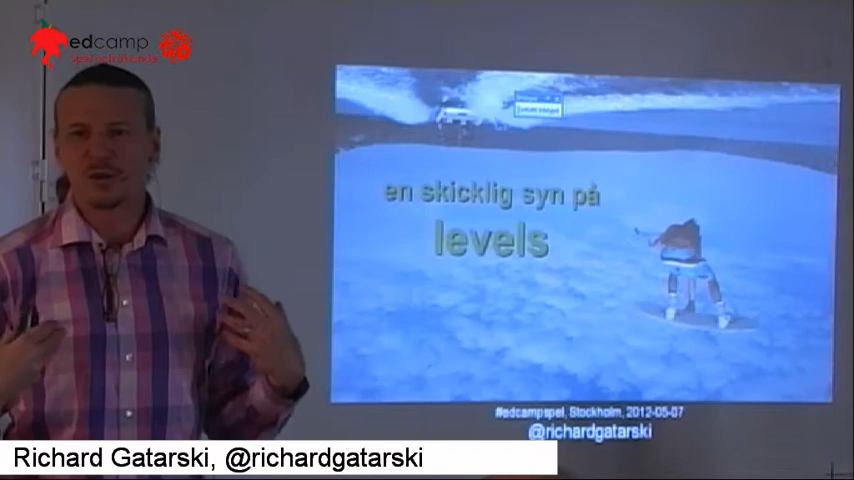 edcamp
en skicklig syn på
levels
#edcampspel, Stockholm, 2012-05-07
@richardgatarski
Richard Gatarski, @richardgatarski